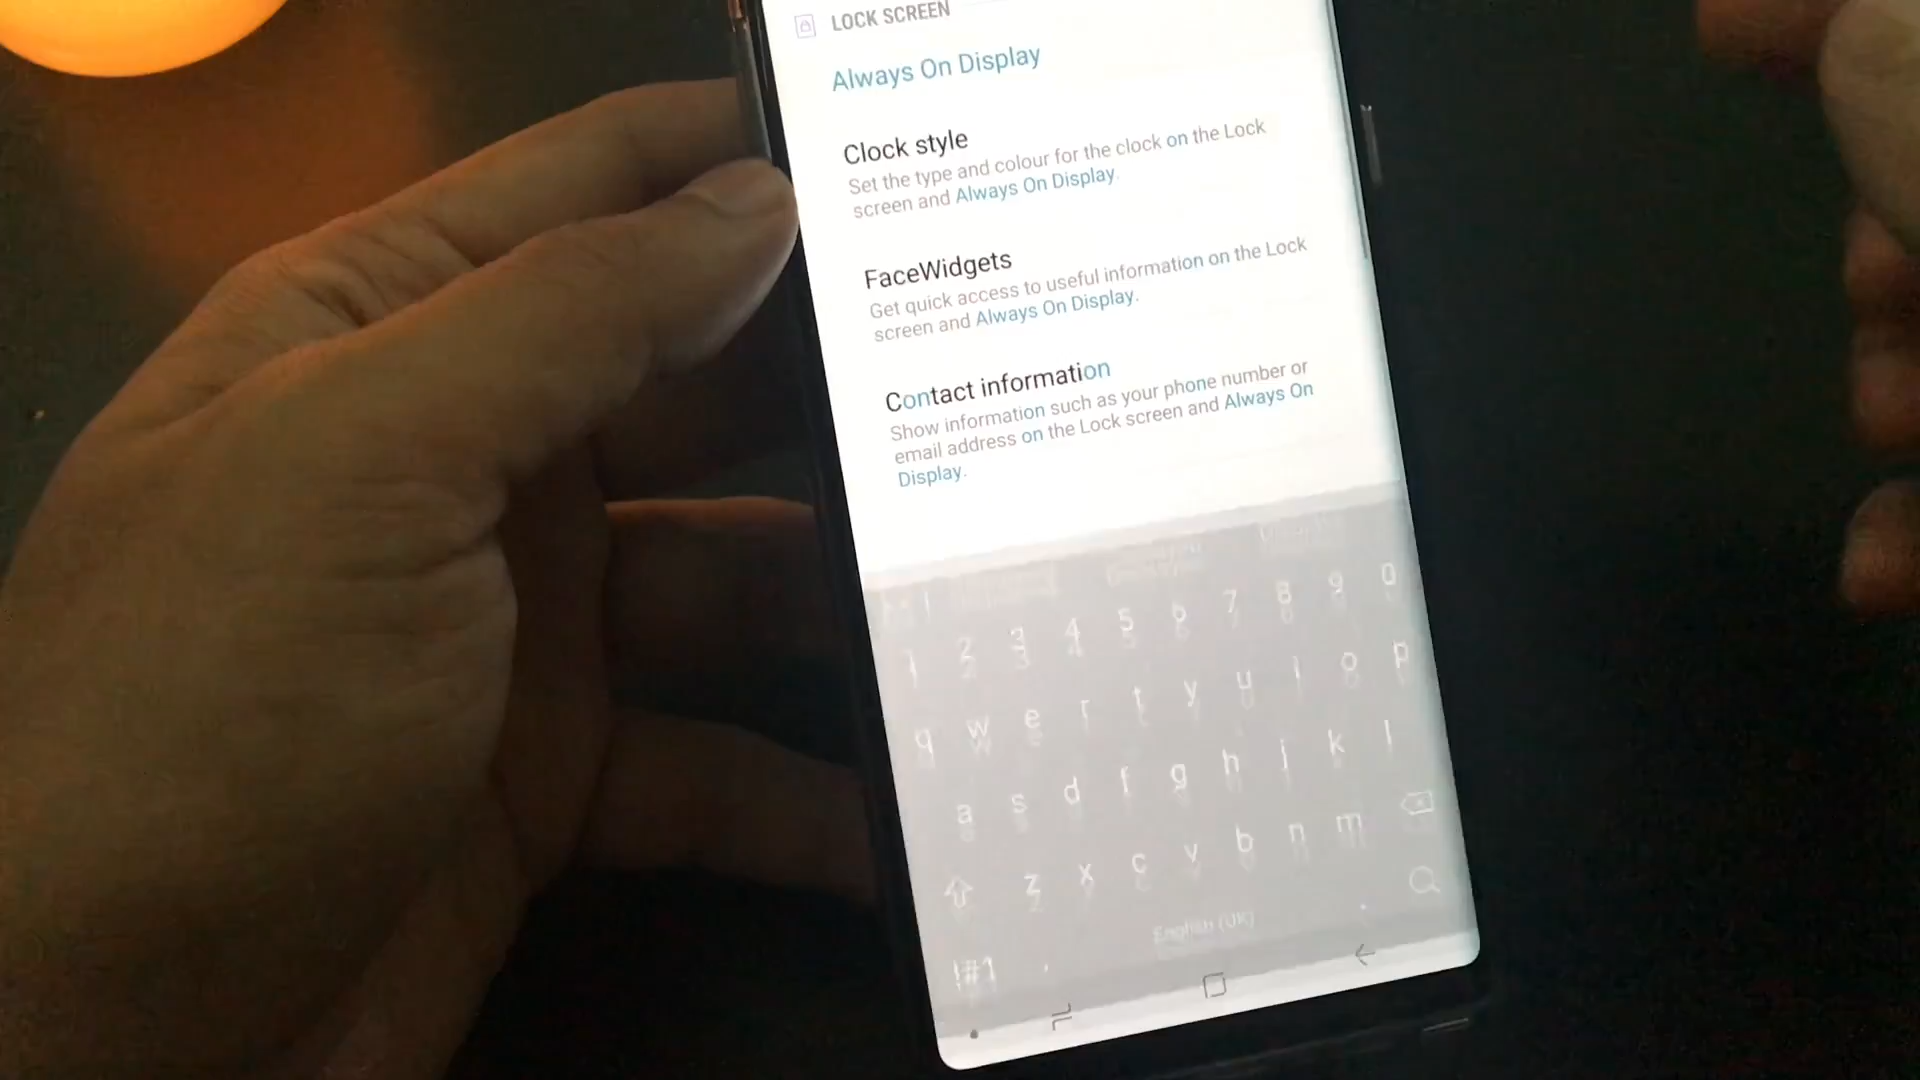 LOCK SCREEN
Always On Display
Clock style
Set the type and colour for the clock on the Lock
screen and Always On Display.
FaceWidgets
Get quick access to useful information on the Lock
screen and Always On Display.
Contact information
Show information such as your phone number or
email address on the Lock screen and Always On
Display.
1 2 3 4 5 6 7 8 9 0
q w e r t y u i o p
a s d f g h j k l
z x c v b n m
!#1 , English (UK) .